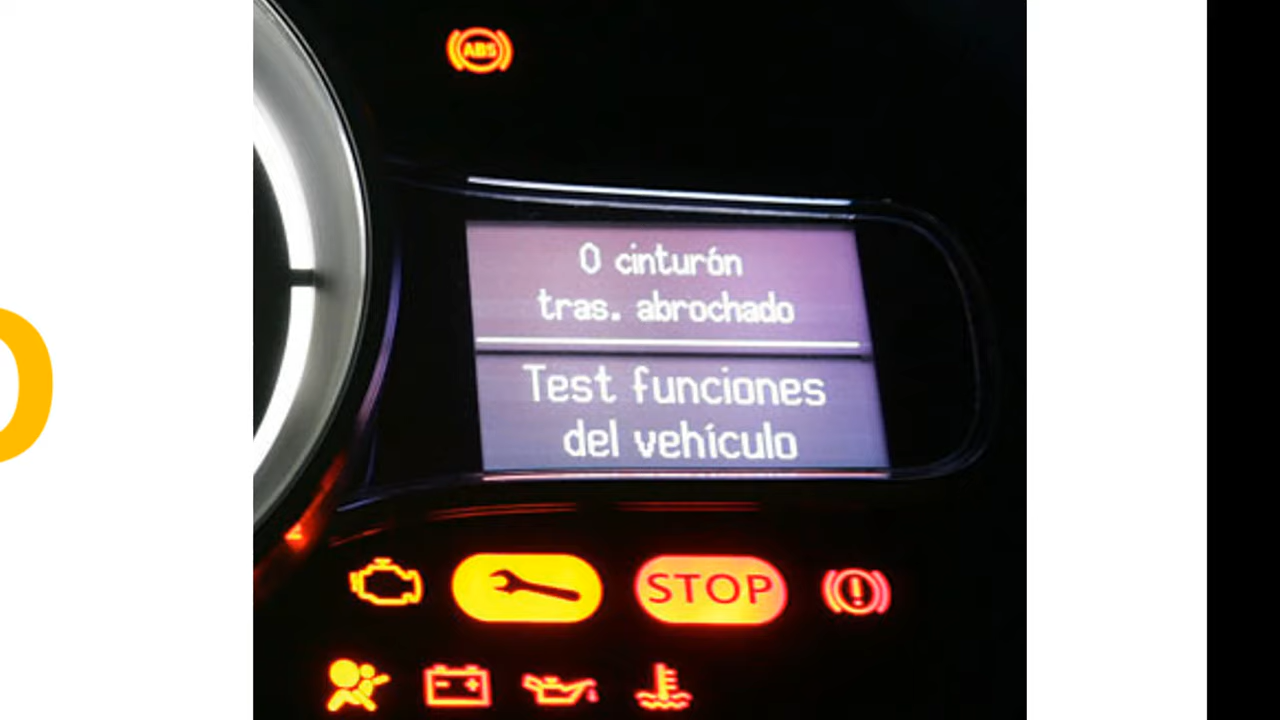 ABS
0 cinturón
tras. abrochado
Test funciones
del vehículo
STOP